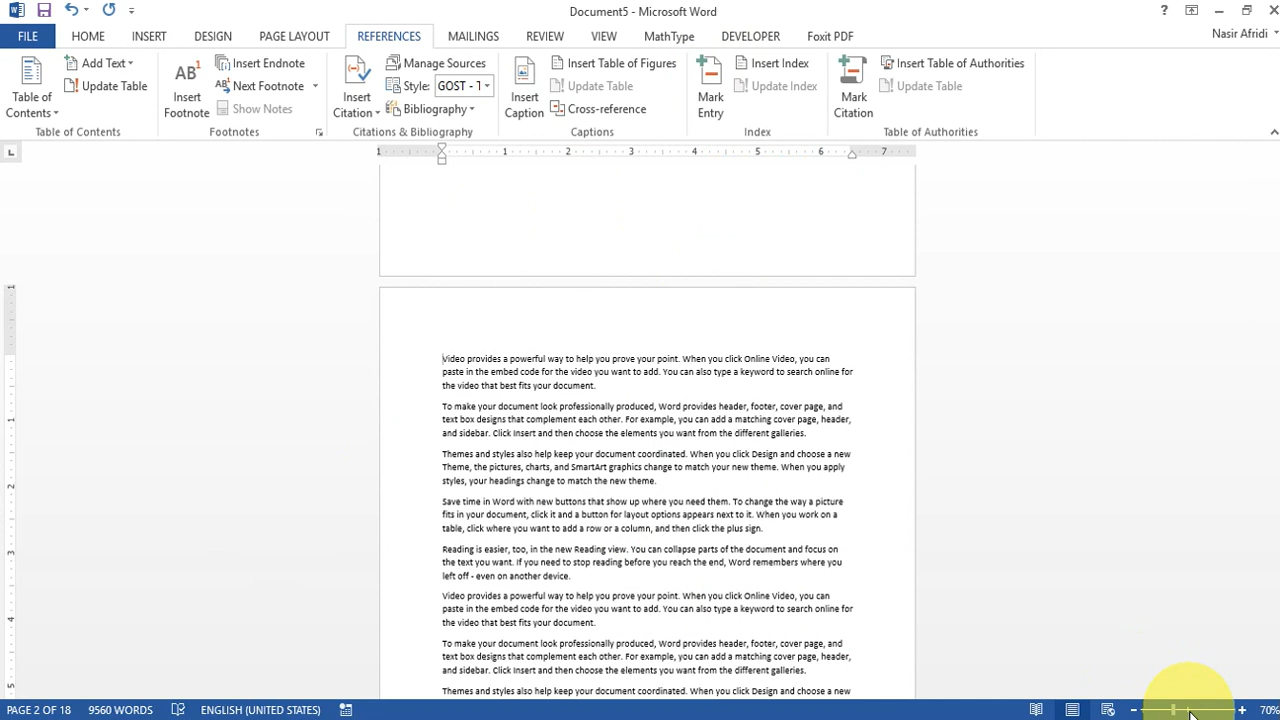 Document5 - Microsoft Word
?
FILE HOME INSERT DESIGN PAGE LAYOUT REFERENCES MAILINGS REVIEW VIEW MathType DEVELOPER Foxit PDF Nasir Afridi
Table of Contents
Add Text
Update Table
Table of Contents
AB¹
Insert Footnote
Insert Endnote
Next Footnote
Show Notes
Footnotes
Insert Citation
Manage Sources
Style: GOST - T
Bibliography
Citations & Bibliography
Insert Caption
Insert Table of Figures
Update Table
Cross-reference
Captions
Mark Entry
Insert Index
Update Index
Index
Mark Citation
Insert Table of Authorities
Update Table
Table of Authorities
1 1 2 3 4 5 6 7
Video provides a powerful way to help you prove your point. When you click Online Video, you can
paste in the embed code for the video you want to add. You can also type a keyword to search online for
the video that best fits your document.
To make your document look professionally produced, Word provides header, footer, cover page, and
text box designs that complement each other. For example, you can add a matching cover page, header,
and sidebar. Click Insert and then choose the elements you want from the different galleries.
Themes and styles also help keep your document coordinated. When you click Design and choose a new
Theme, the pictures, charts, and SmartArt graphics change to match your new theme. When you apply
styles, your headings change to match the new theme.
Save time in Word with new buttons that show up where you need them. To change the way a picture
fits in your document, click it and a button for layout options appears next to it. When you work on a
table, click where you want to add a row or a column, and then click the plus sign.
Reading is easier, too, in the new Reading view. You can collapse parts of the document and focus on
the text you want. If you need to stop reading before you reach the end, Word remembers where you
left off - even on another device.
Video provides a powerful way to help you prove your point. When you click Online Video, you can
paste in the embed code for the video you want to add. You can also type a keyword to search online for
the video that best fits your document.
To make your document look professionally produced, Word provides header, footer, cover page, and
text box designs that complement each other. For example, you can add a matching cover page, header,
and sidebar. Click Insert and then choose the elements you want from the different galleries.
Themes and styles also help keep your document coordinated. When you click Design and choose a new
1
1
2
3
4
5
PAGE 2 OF 18 9560 WORDS ENGLISH (UNITED STATES) 70%